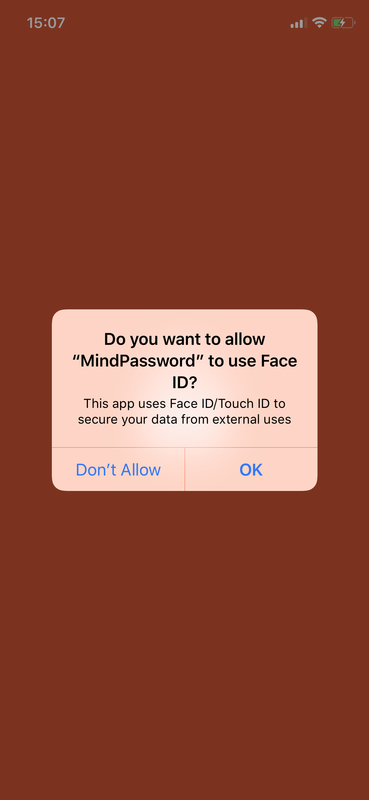 15:07
Do you want to allow
“MindPassword” to use Face
ID?
This app uses Face ID/Touch ID to
secure your data from external uses
Don’t Allow
OK